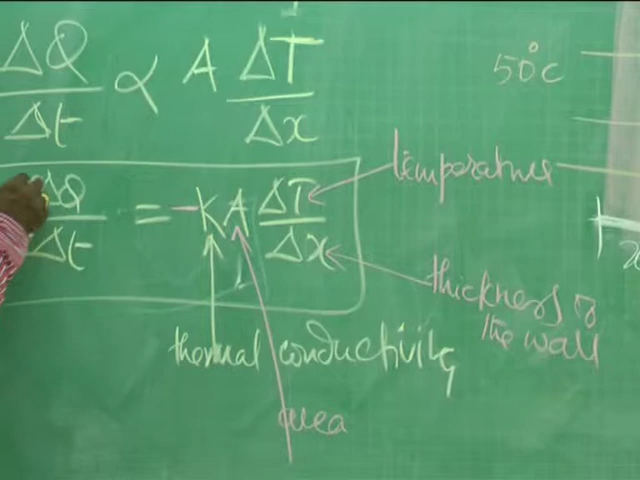 ΔQ/Δt ∝ A ΔT/Δx
50°c
ΔQ/Δt = -KA ΔT/Δx
temperature
thickness of
the wall
thermal conductivity
area